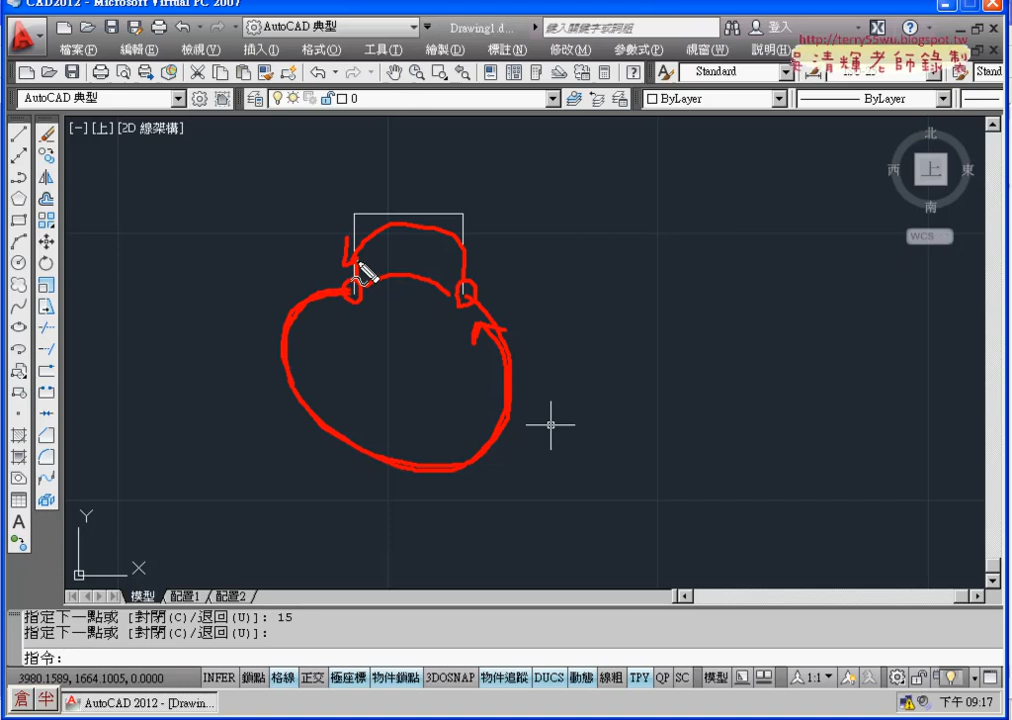 CAD2012 - Microsoft Virtual PC 2007
AutoCAD 典型
Drawing1.d...
鍵入關鍵字或詞組
登入
http://terry55wu.blogspot.tw
檔案(F) 編輯(E) 檢視(V) 插入(I) 格式(O) 工具(T) 繪製(D) 標註(N) 修改(M) 參數式(P) 視窗(W) 說明(H)
吳清輝老師錄製
Standard
Stand
AutoCAD 典型
0
ByLayer
ByLayer
[-][上][2D 線架構]
北
西 上 東
南
WCS
Y
X
模型 配置1 配置2
指定下一點或 [封閉(C)/退回(U)]: 15
指定下一點或 [封閉(C)/退回(U)]:
指令:
3980.1589, 1664.1005, 0.0000
INFER 鎖點 格線 正交 極座標 物件鎖點 3DOSNAP 物件追蹤 DUCS 動態 線粗 TPY QP SC 模型 1:1
倉 半 AutoCAD 2012 - [Drawin...
下午 09:17